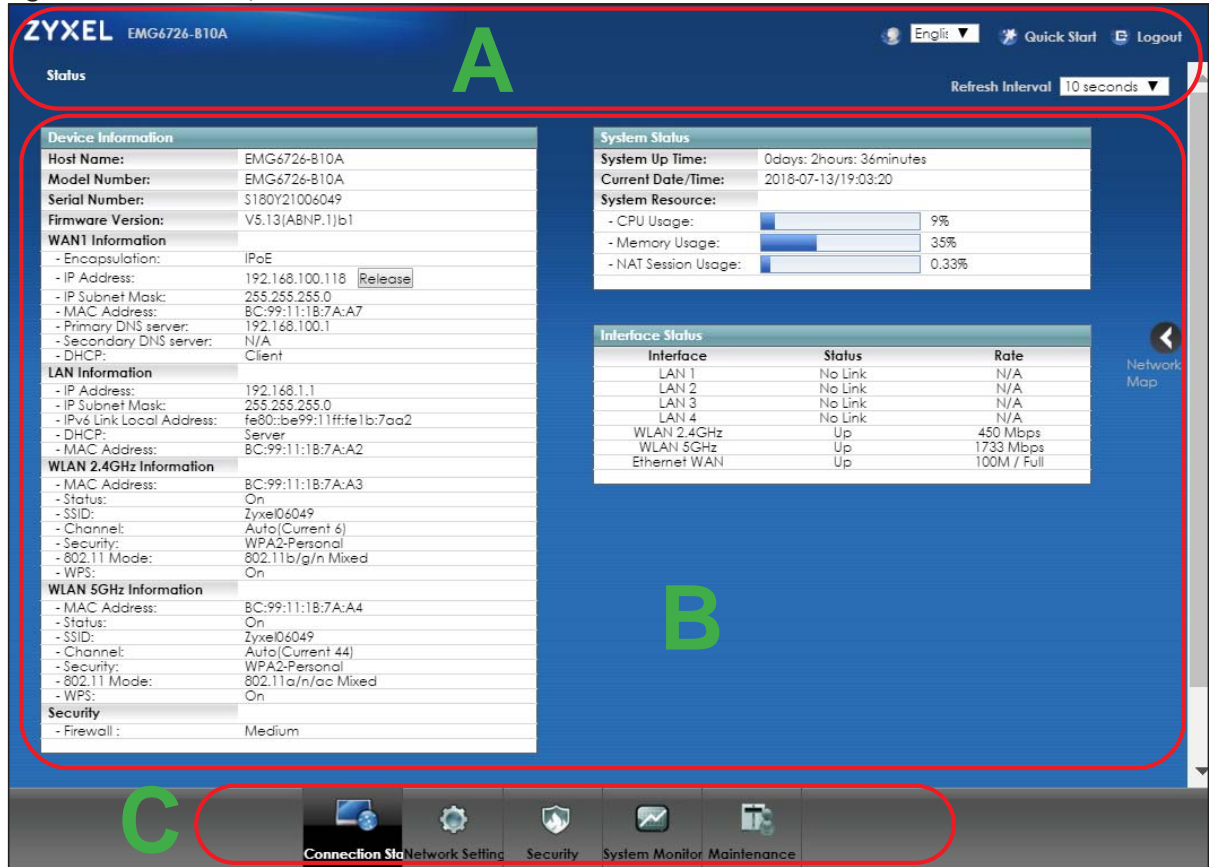 ZYXEL EMG6726-B10A
Englis ▼ Quick Start Logout
A
Status
Refresh Interval 10 seconds ▼
Device Information
Host Name: EMG6726-B10A
Model Number: EMG6726-B10A
Serial Number: S180Y21006049
Firmware Version: V5.13(ABNP.1)b1
WAN1 Information
- Encapsulation: IPoE
- IP Address: 192.168.100.118 Release
- IP Subnet Mask: 255.255.255.0
- MAC Address: BC:99:11:1B:7A:A7
- Primary DNS server: 192.168.100.1
- Secondary DNS server: N/A
- DHCP: Client
LAN Information
- IP Address: 192.168.1.1
- IP Subnet Mask: 255.255.255.0
- IPv6 Link Local Address: fe80::be99:11ff:fe1b:7aa2
- DHCP: Server
- MAC Address: BC:99:11:1B:7A:A2
WLAN 2.4GHz Information
- MAC Address: BC:99:11:1B:7A:A3
- Status: On
- SSID: Zyxel06049
- Channel: Auto(Current 6)
- Security: WPA2-Personal
- 802.11 Mode: 802.11b/g/n Mixed
- WPS: On
WLAN 5GHz Information
- MAC Address: BC:99:11:1B:7A:A4
- Status: On
- SSID: Zyxel06049
- Channel: Auto(Current 44)
- Security: WPA2-Personal
- 802.11 Mode: 802.11a/n/ac Mixed
- WPS: On
Security
- Firewall : Medium
System Status
System Up Time: 0days: 2hours: 36minutes
Current Date/Time: 2018-07-13/19:03:20
System Resource:
- CPU Usage: 9%
- Memory Usage: 35%
- NAT Session Usage: 0.33%
Interface Status
Interface Status Rate
LAN 1 No Link N/A
LAN 2 No Link N/A
LAN 3 No Link N/A
LAN 4 No Link N/A
WLAN 2.4GHz Up 450 Mbps
WLAN 5GHz Up 1733 Mbps
Ethernet WAN Up 100M / Full
Network
Map
B
C
Connection Sta Network Setting Security System Monitor Maintenance